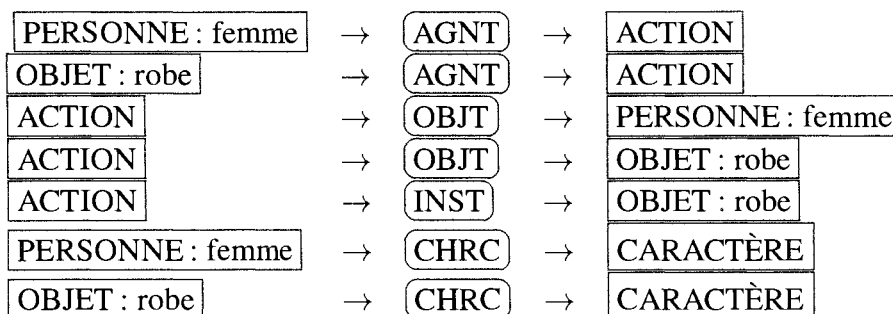 PERSONNE : femme → AGNT → ACTION
OBJET : robe → AGNT → ACTION
ACTION → OBJT → PERSONNE : femme
ACTION → OBJT → OBJET : robe
ACTION → INST → OBJET : robe
PERSONNE : femme → CHRC → CARACTÈRE
OBJET : robe → CHRC → CARACTÈRE